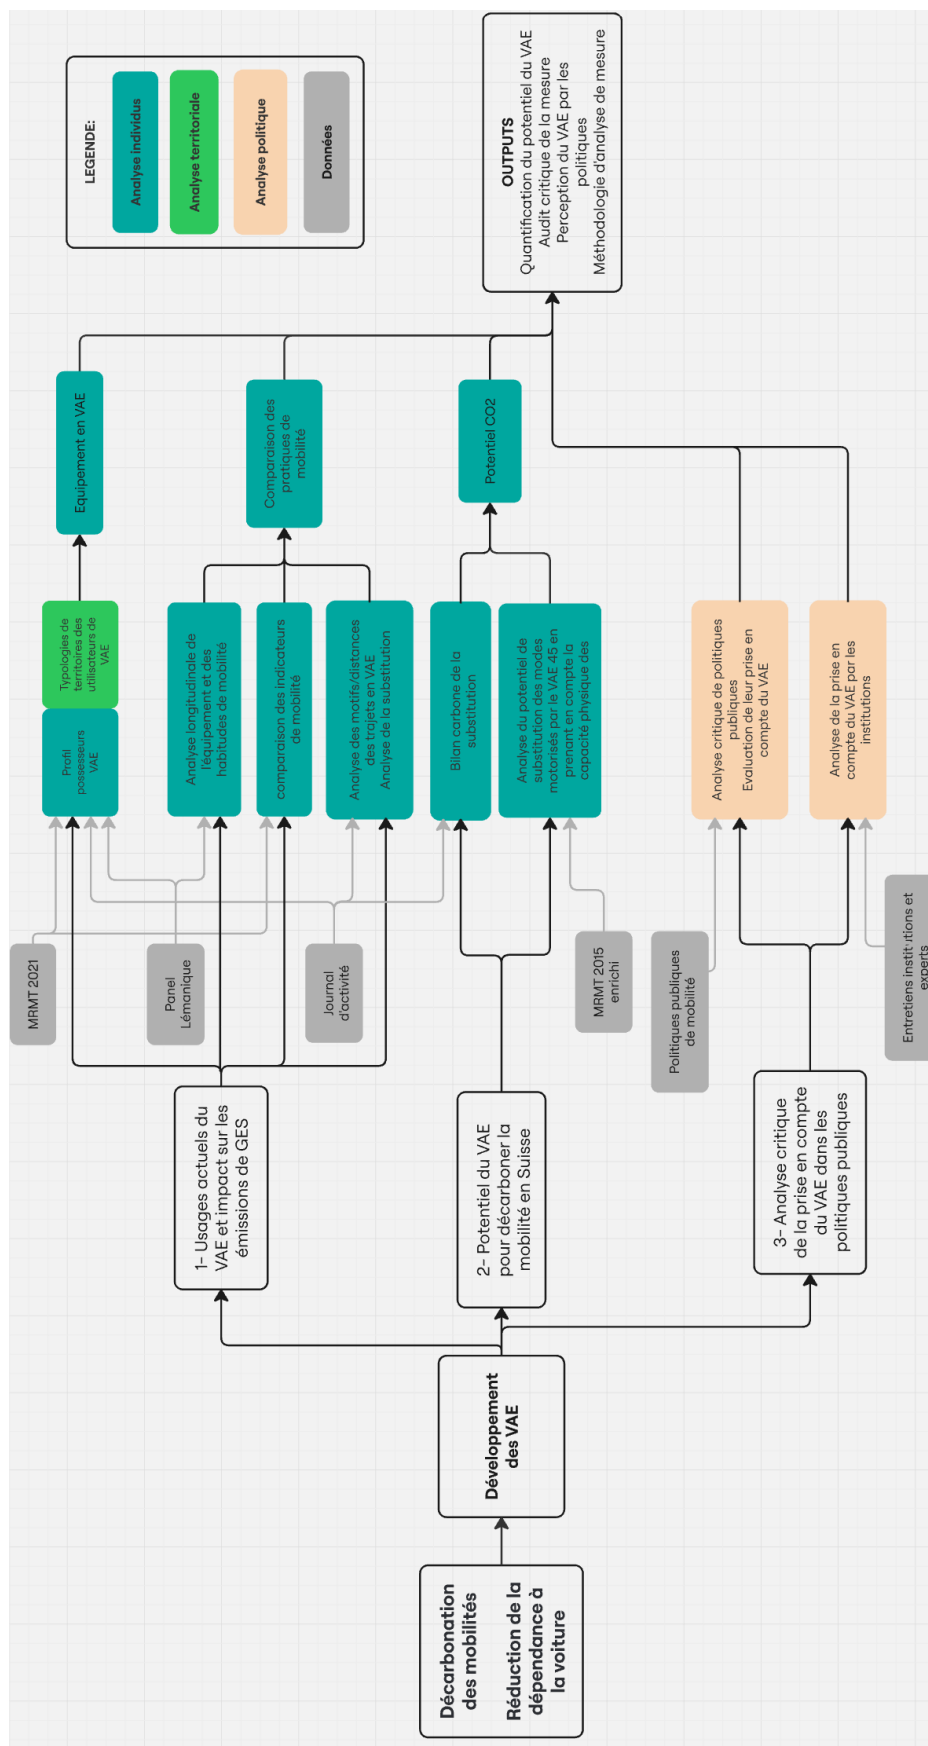 Décarbonation
des mobilités
Réduction de la
dépendance à
la voiture
Développement
des VAE
1- Usages actuels du
VAE et impact sur les
émissions de GES
2- Potentiel du VAE
pour décarboner la
mobilité en Suisse
3- Analyse critique
de la prise en compte
du VAE dans les
politiques publiques
MRMT 2021
Panel
Lémanique
Journal
d'activité
MRMT 2015
enrichi
Politiques publiques
de mobilité
Entretiens institutions et
experts
Profil
possesseurs
VAE
Typologies de
territoires des
utilisateurs de
VAE
Analyse longitudinale de
l'équipement et des
habitudes de mobilité
comparaison des indicateurs
de mobilité
Analyse des motifs/distances
des trajets en VAE
Analyse de la substitution
Bilan carbone de la
substitution
Analyse du potentiel de
substitution des modes
motorisés par le VAE 45 en
prenant en compte la
capacité physique des
Analyse critique de politiques
publiques
Evaluation de leur prise en
compte du VAE
Analyse de la prise en
compte du VAE par les
institutions
Equipement en VAE
Comparaison des
pratiques de
mobilité
Potentiel CO2
OUTPUTS
Quantification du potentiel du VAE
Audit critique de la mesure
Perception du VAE par les
politiques
Méthodologie d'analyse de mesure
LEGENDE:
Analyse individus
Analyse territoriale
Analyse politique
Données